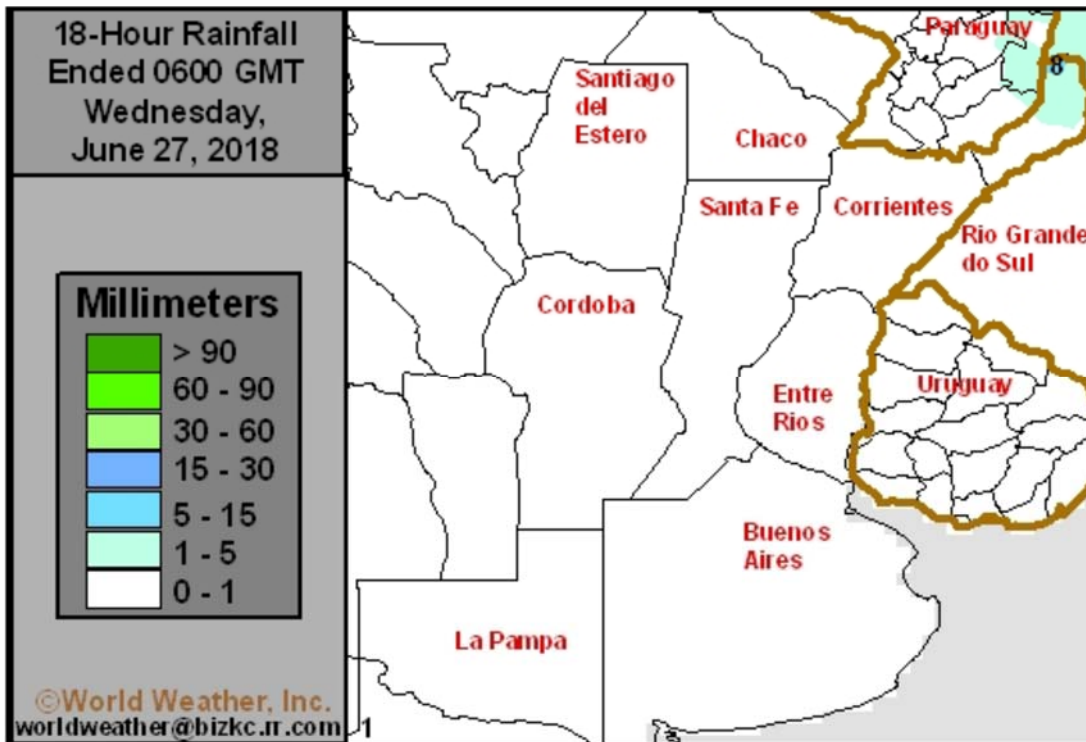 18-Hour Rainfall
Ended 0600 GMT
Wednesday,
June 27, 2018
Millimeters
> 90
60 - 90
30 - 60
15 - 30
5 - 15
1 - 5
0 - 1
©World Weather, Inc.
worldweather@bizkc.rr.com
Paraguay
8
Santiago
del
Estero
Chaco
Santa Fe
Corrientes
Rio Grande
do Sul
Cordoba
Entre
Rios
Uruguay
Buenos
Aires
La Pampa
1